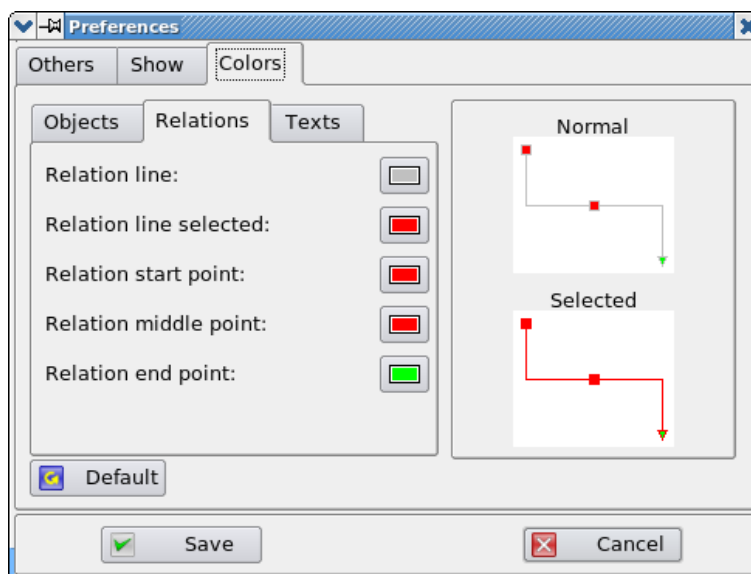 Preferences
Others Show Colors
Objects Relations Texts
Relation line:
Relation line selected:
Relation start point:
Relation middle point:
Relation end point:
Normal
Selected
Default
Save Cancel